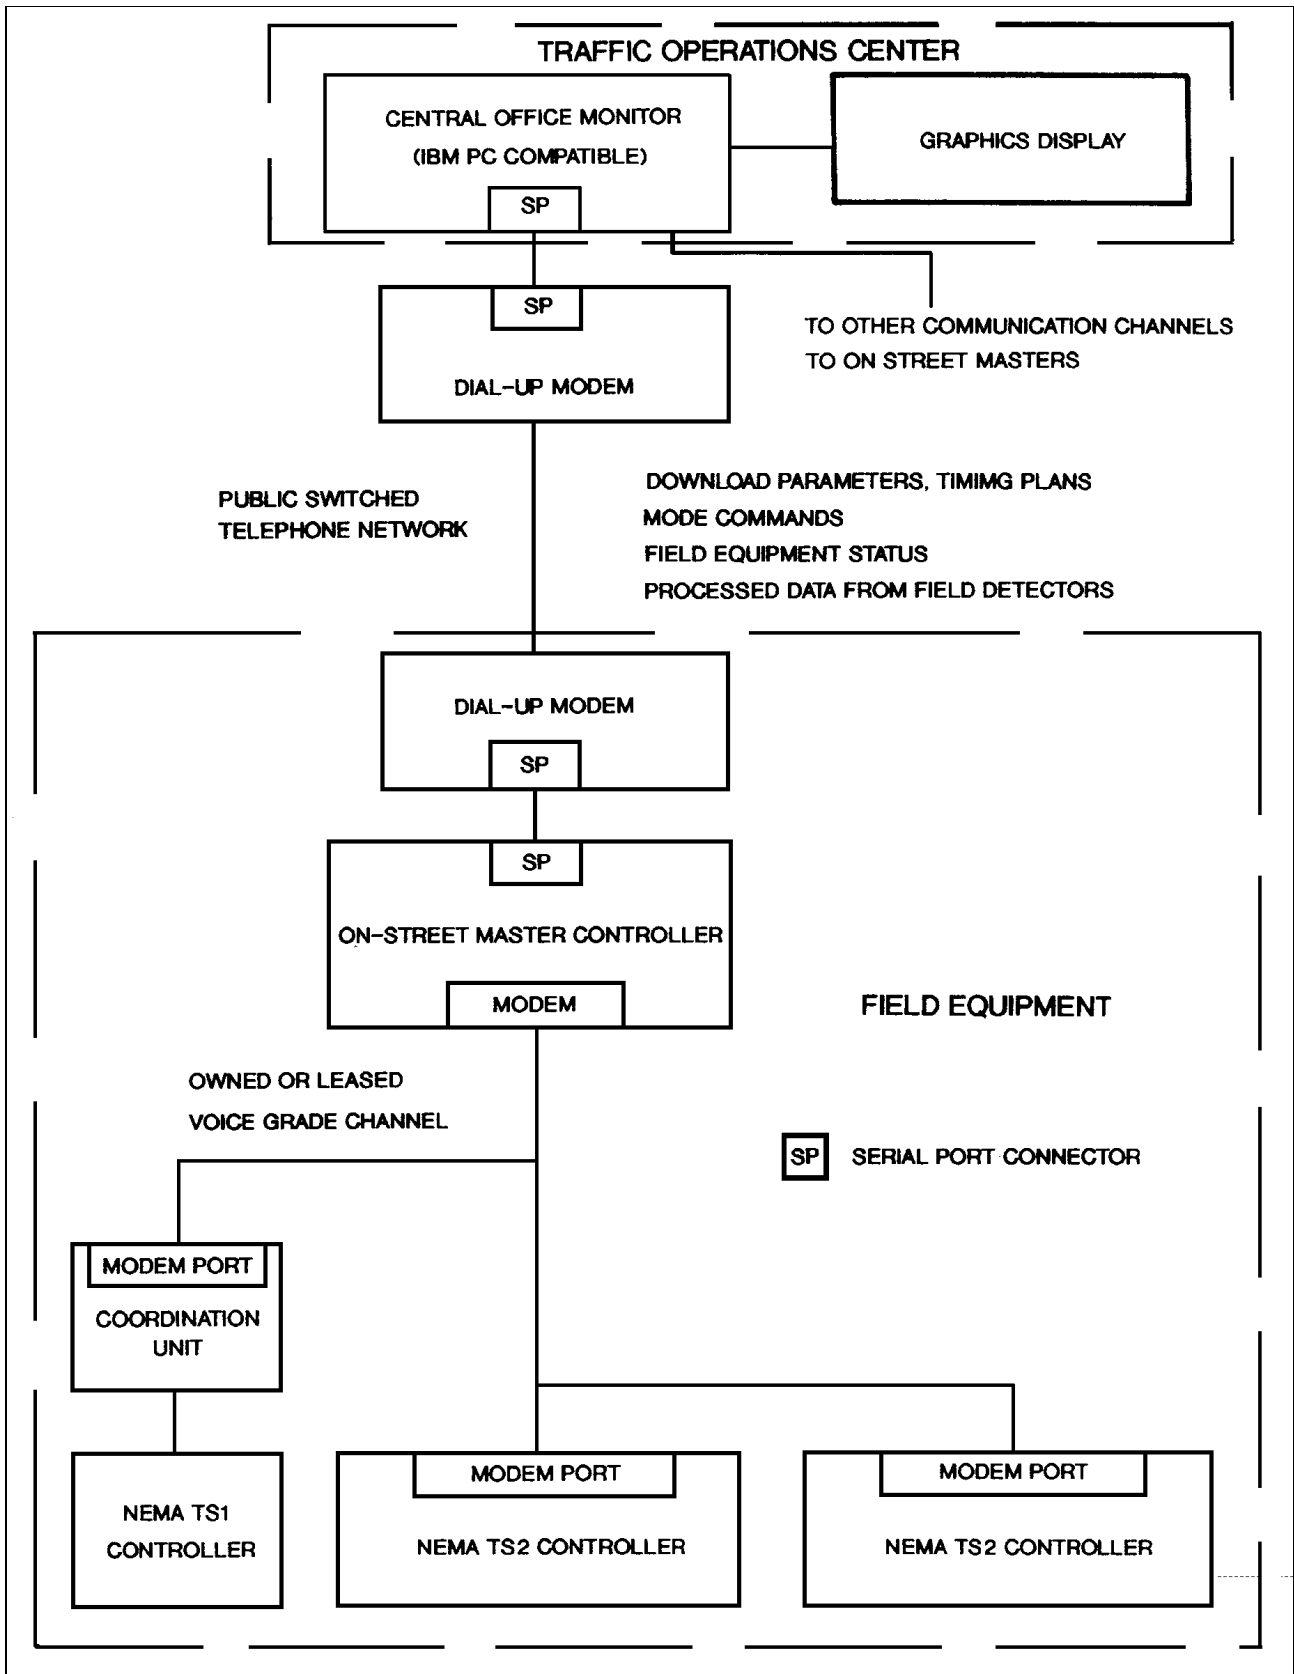 TRAFFIC OPERATIONS CENTER
CENTRAL OFFICE MONITOR
(IBM PC COMPATIBLE)
SP
GRAPHICS DISPLAY
SP
DIAL-UP MODEM
TO OTHER COMMUNICATION CHANNELS
TO ON STREET MASTERS
PUBLIC SWITCHED
TELEPHONE NETWORK
DOWNLOAD PARAMETERS, TIMIMG PLANS
MODE COMMANDS
FIELD EQUIPMENT STATUS
PROCESSED DATA FROM FIELD DETECTORS
DIAL-UP MODEM
SP
SP
ON-STREET MASTER CONTROLLER
MODEM
FIELD EQUIPMENT
OWNED OR LEASED
VOICE GRADE CHANNEL
SP SERIAL PORT CONNECTOR
MODEM PORT
COORDINATION
UNIT
NEMA TS1
CONTROLLER
MODEM PORT
NEMA TS2 CONTROLLER
MODEM PORT
NEMA TS2 CONTROLLER